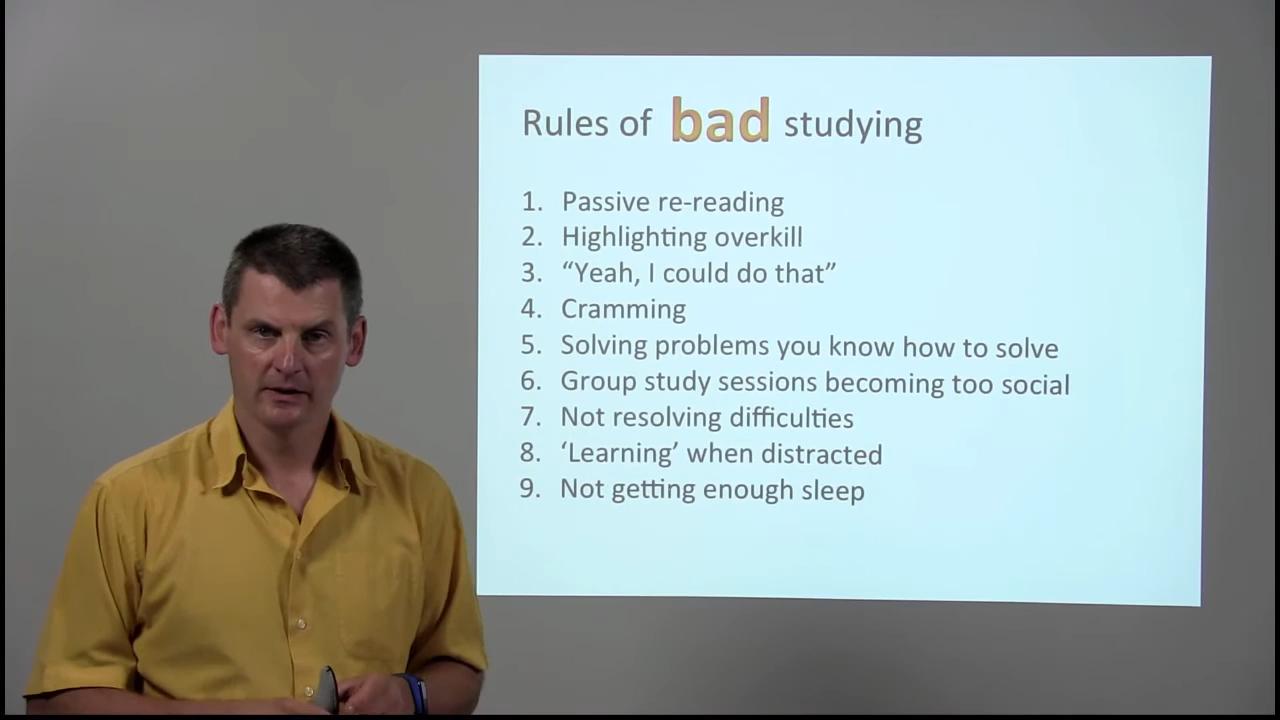 Rules of bad studying
1. Passive re-reading
2. Highlighting overkill
3. “Yeah, I could do that”
4. Cramming
5. Solving problems you know how to solve
6. Group study sessions becoming too social
7. Not resolving difficulties
8. ‘Learning’ when distracted
9. Not getting enough sleep